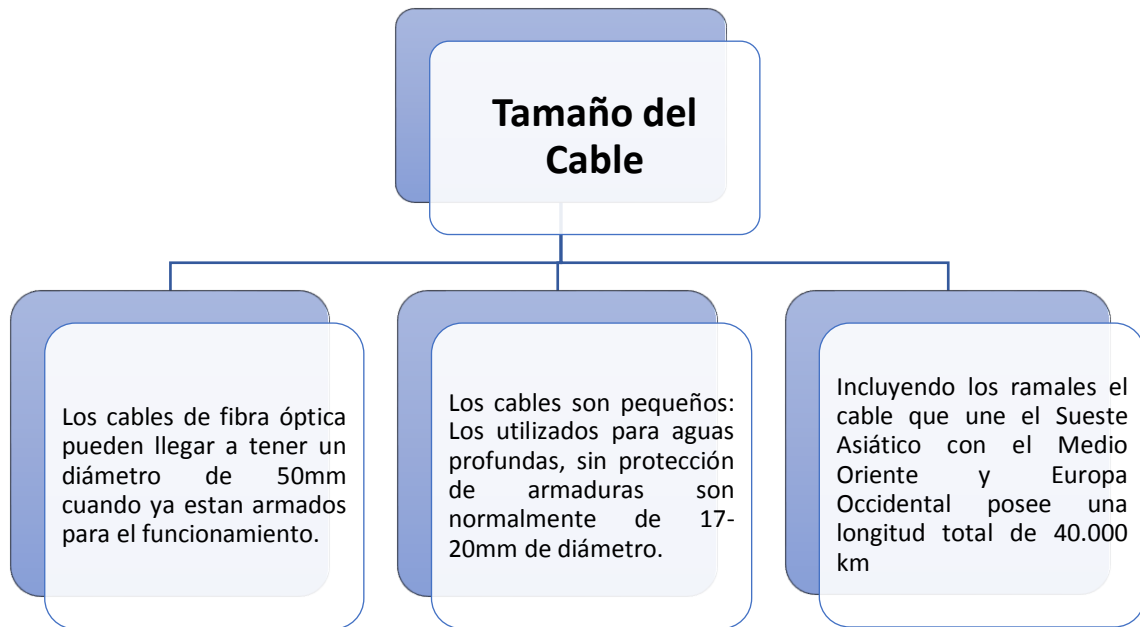 Tamaño del
Cable
Los cables de fibra óptica
pueden llegar a tener un
diámetro de 50mm
cuando ya estan armados
para el funcionamiento.
Los cables son pequeños:
Los utilizados para aguas
profundas, sin protección
de armaduras son
normalmente de 17-
20mm de diámetro.
Incluyendo los ramales el
cable que une el Sueste
Asiático con el Medio
Oriente y Europa
Occidental posee una
longitud total de 40.000
km